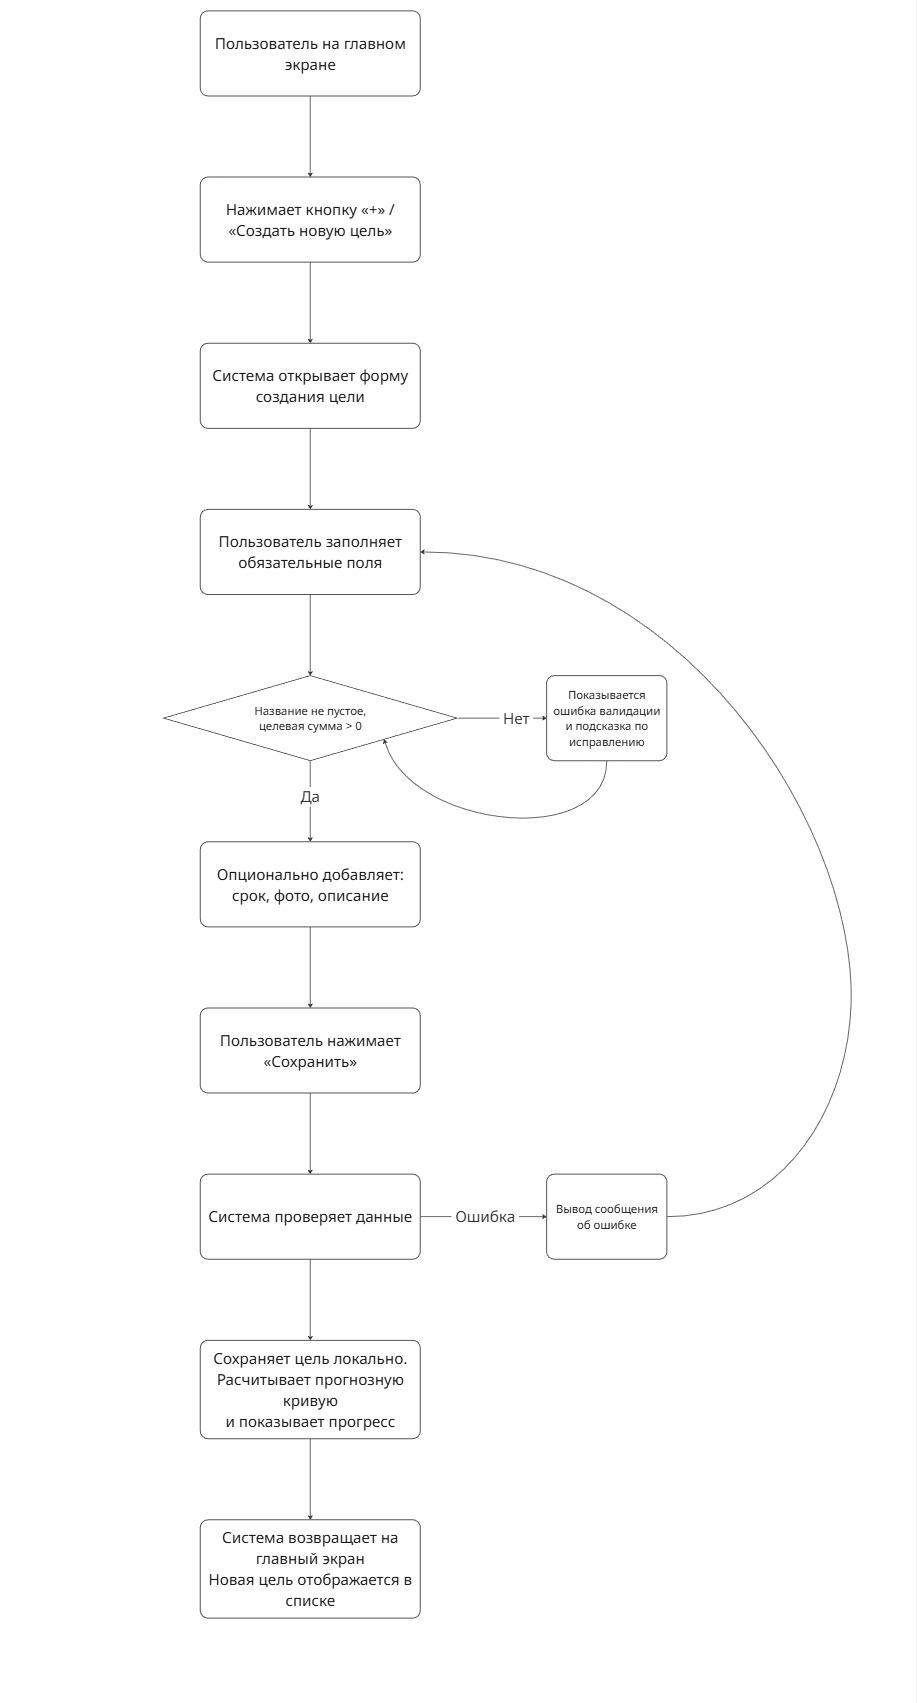 Пользователь на главном
экране
Нажимает кнопку «+» /
«Создать новую цель»
Система открывает форму
создания цели
Пользователь заполняет
обязательные поля
Название не пустое,
целевая сумма > 0
Нет
Показывается
ошибка валидации
и подсказка по
исправлению
Да
Опционально добавляет:
срок, фото, описание
Пользователь нажимает
«Сохранить»
Система проверяет данные
Ошибка
Вывод сообщения
об ошибке
Сохраняет цель локально.
Расчитывает прогнозную
кривую
и показывает прогресс
Система возвращает на
главный экран
Новая цель отображается в
списке